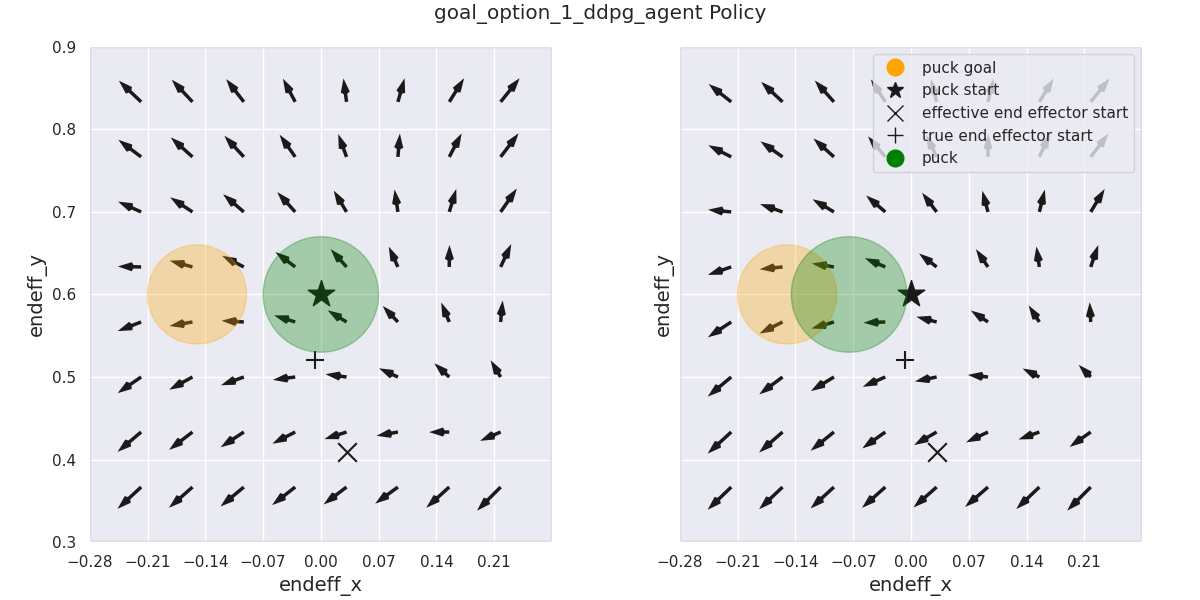 goal_option_1_ddpg_agent Policy
endeff_y
0.9
0.8
0.7
0.6
0.5
0.4
0.3
−0.28 −0.21 −0.14 −0.07 0.00 0.07 0.14 0.21
endeff_x
endeff_y
puck goal
puck start
effective end effector start
true end effector start
puck
−0.28 −0.21 −0.14 −0.07 0.00 0.07 0.14 0.21
endeff_x